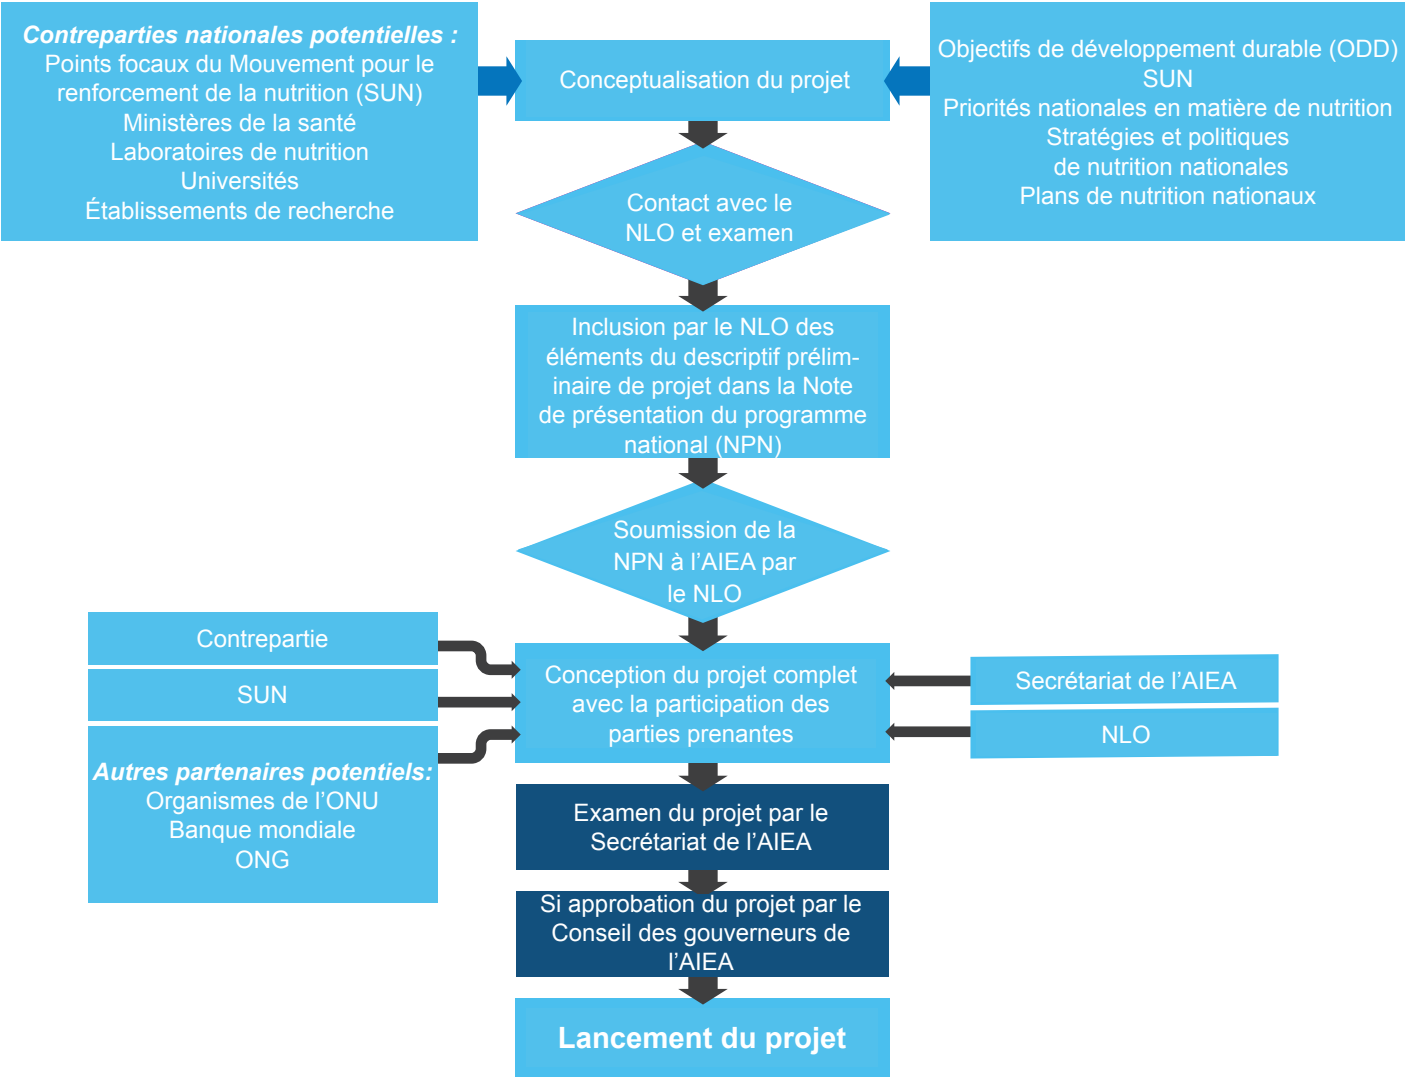 Contreparties nationales potentielles :
Points focaux du Mouvement pour le
renforcement de la nutrition (SUN)
Ministères de la santé
Laboratoires de nutrition
Universités
Établissements de recherche
Conceptualisation du projet
Objectifs de développement durable (ODD)
SUN
Priorités nationales en matière de nutrition
Stratégies et politiques
de nutrition nationales
Plans de nutrition nationaux
Contact avec le
NLO et examen
Inclusion par le NLO des
éléments du descriptif prélim-
inaire de projet dans la Note
de présentation du programme
national (NPN)
Soumission de la
NPN à l’AIEA par
le NLO
Contrepartie
SUN
Autres partenaires potentiels:
Organismes de l’ONU
Banque mondiale
ONG
Conception du projet complet
avec la participation des
parties prenantes
Secrétariat de l’AIEA
NLO
Examen du projet par le
Secrétariat de l’AIEA
Si approbation du projet par le
Conseil des gouverneurs de
l’AIEA
Lancement du projet